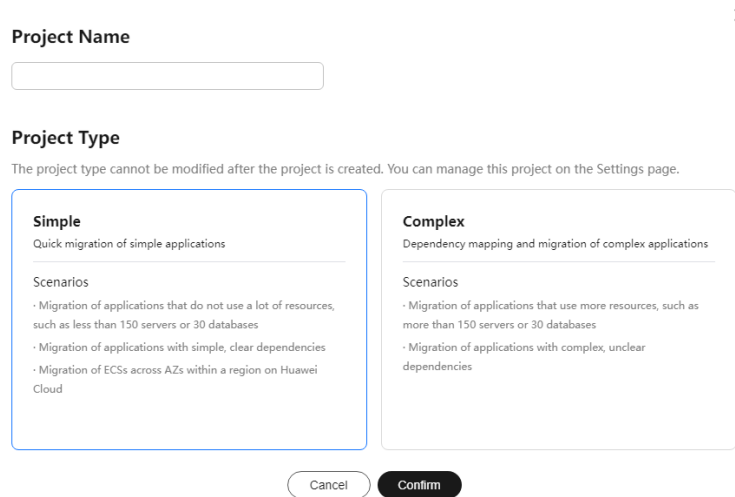 Project Name
Project Type
The project type cannot be modified after the project is created. You can manage this project on the Settings page.
Simple
Quick migration of simple applications
Scenarios
· Migration of applications that do not use a lot of resources,
such as less than 150 servers or 30 databases
· Migration of applications with simple, clear dependencies
· Migration of ECSs across AZs within a region on Huawei
Cloud
Complex
Dependency mapping and migration of complex applications
Scenarios
· Migration of applications that use more resources, such as
more than 150 servers or 30 databases
· Migration of applications with complex, unclear
dependencies
Cancel
Confirm